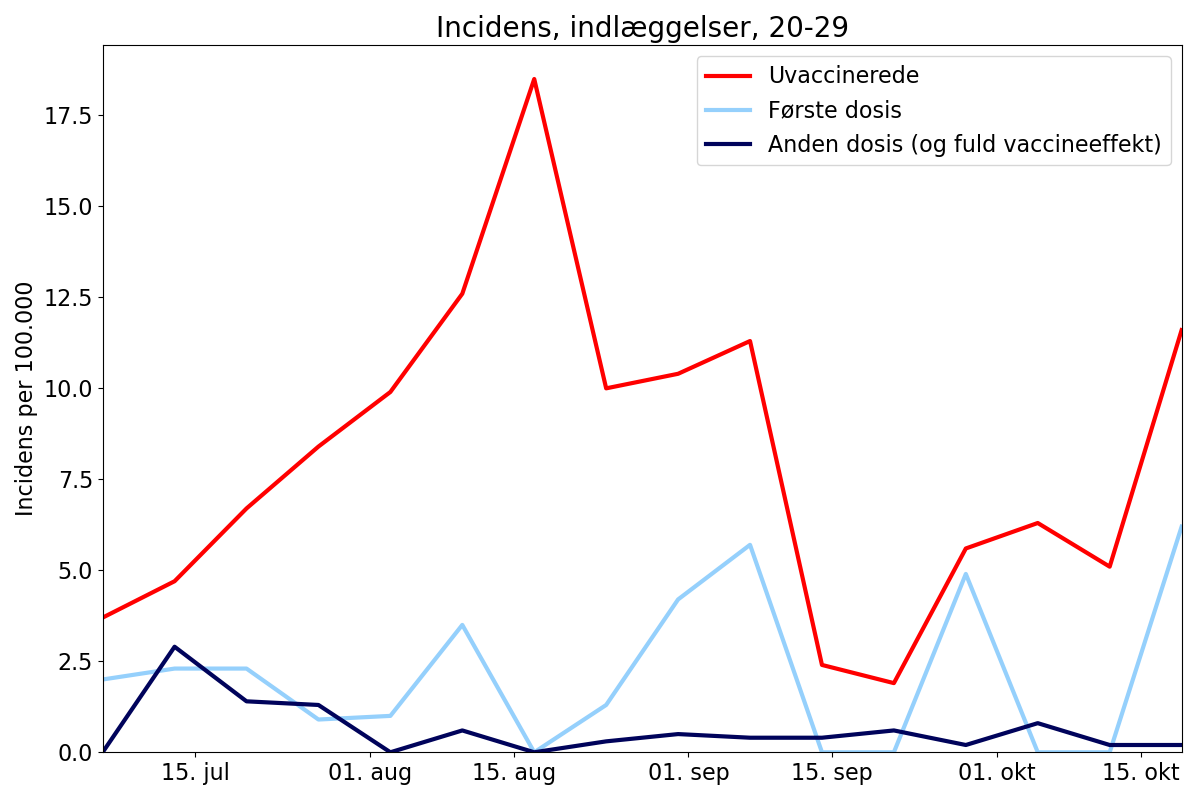 Incidens, indlæggelser, 20-29
Uvaccinerede
Første dosis
Anden dosis (og fuld vaccineeffekt)
Incidens per 100.000
17.5
15.0
12.5
10.0
7.5
5.0
2.5
0.0
15. jul
01. aug
15. aug
01. sep
15. sep
01. okt
15. okt